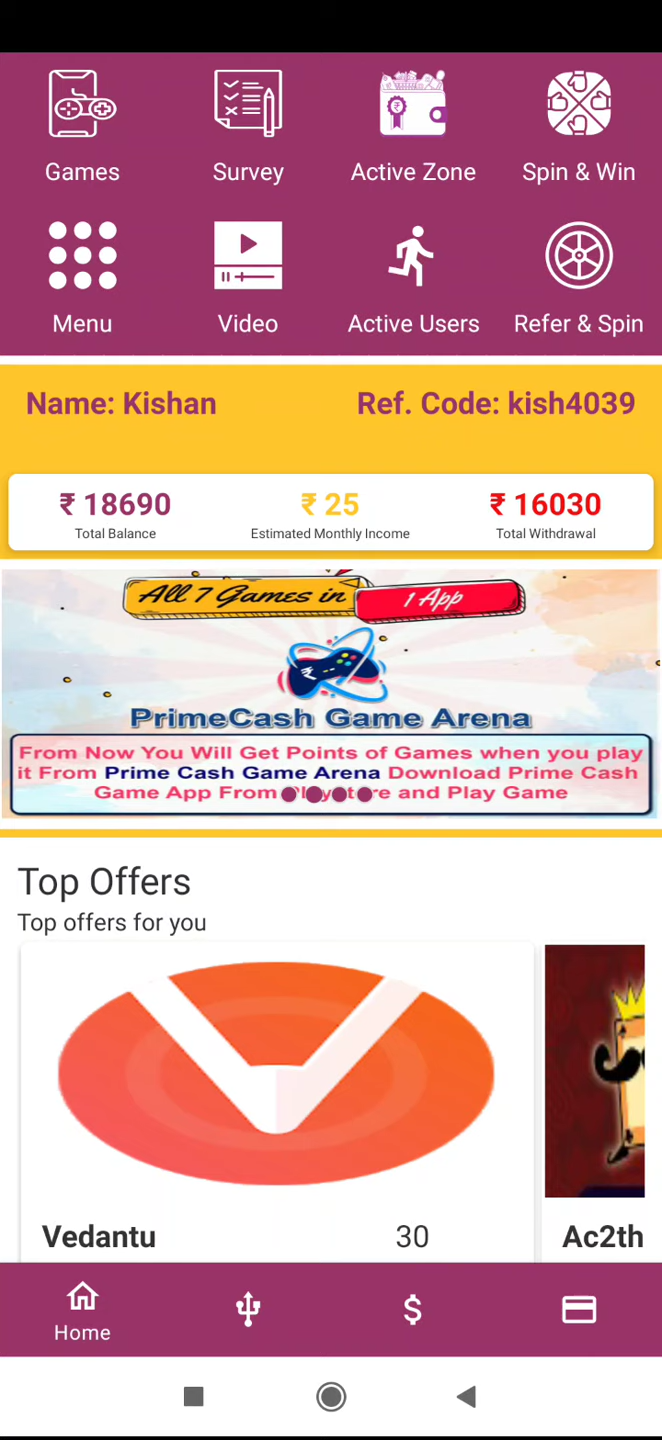 Games Survey Active Zone Spin & Win
Menu Video Active Users Refer & Spin
Name: Kishan Ref. Code: kish4039
₹ 18690 ₹ 25 ₹ 16030
Total Balance Estimated Monthly Income Total Withdrawal
All 7 Games in 1 App
PrimeCash Game Arena
From Now You Will Get Points of Games when you play
it From Prime Cash Game Arena Download Prime Cash
Game App From and Play Game
Top Offers
Top offers for you
Vedantu 30 Ac2th
Home